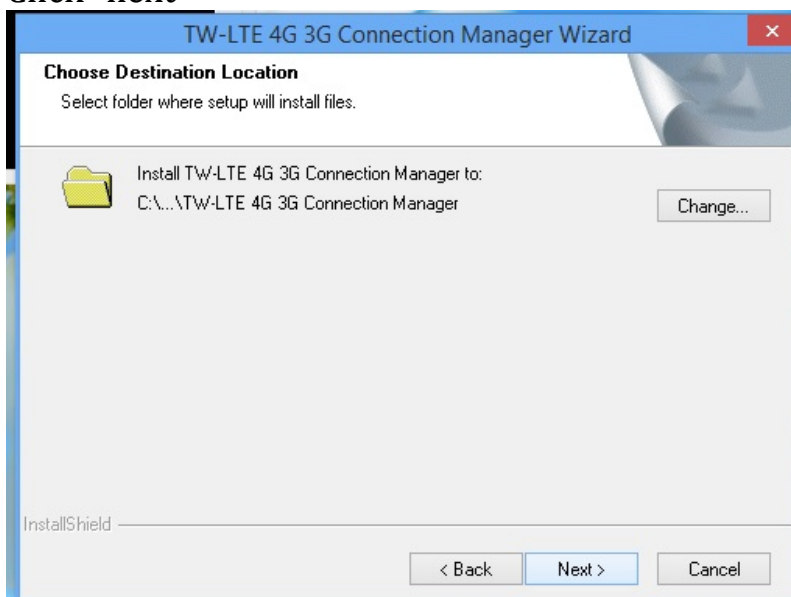 TW-LTE 4G 3G Connection Manager Wizard
Choose Destination Location
Select folder where setup will install files.
Install TW-LTE 4G 3G Connection Manager to:
C:\...\TW-LTE 4G 3G Connection Manager
Change...
InstallShield
< Back
Next >
Cancel